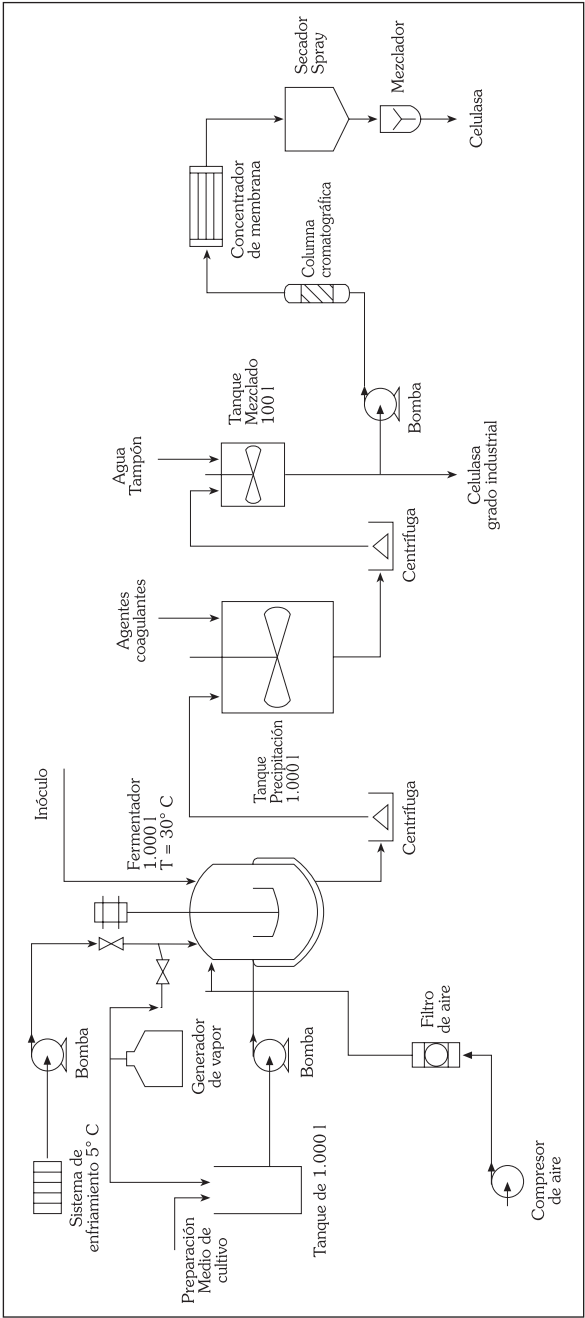 Sistema de
enfriamiento 5° C
Bomba
Preparación
Medio de
cultivo
Tanque de 1.000 l
Generador
de vapor
Bomba
Compresor
de aire
Filtro
de aire
Inóculo
Fermentador
1.000 l
T = 30° C
Centrífuga
Tanque
Precipitación
1.000 l
Agentes
coagulantes
Centrífuga
Agua
Tampón
Tanque
Mezclado
100 l
Celulasa
grado industrial
Bomba
Columna
cromatográfica
Concentrador
de membrana
Secador
Spray
Mezclador
Celulasa